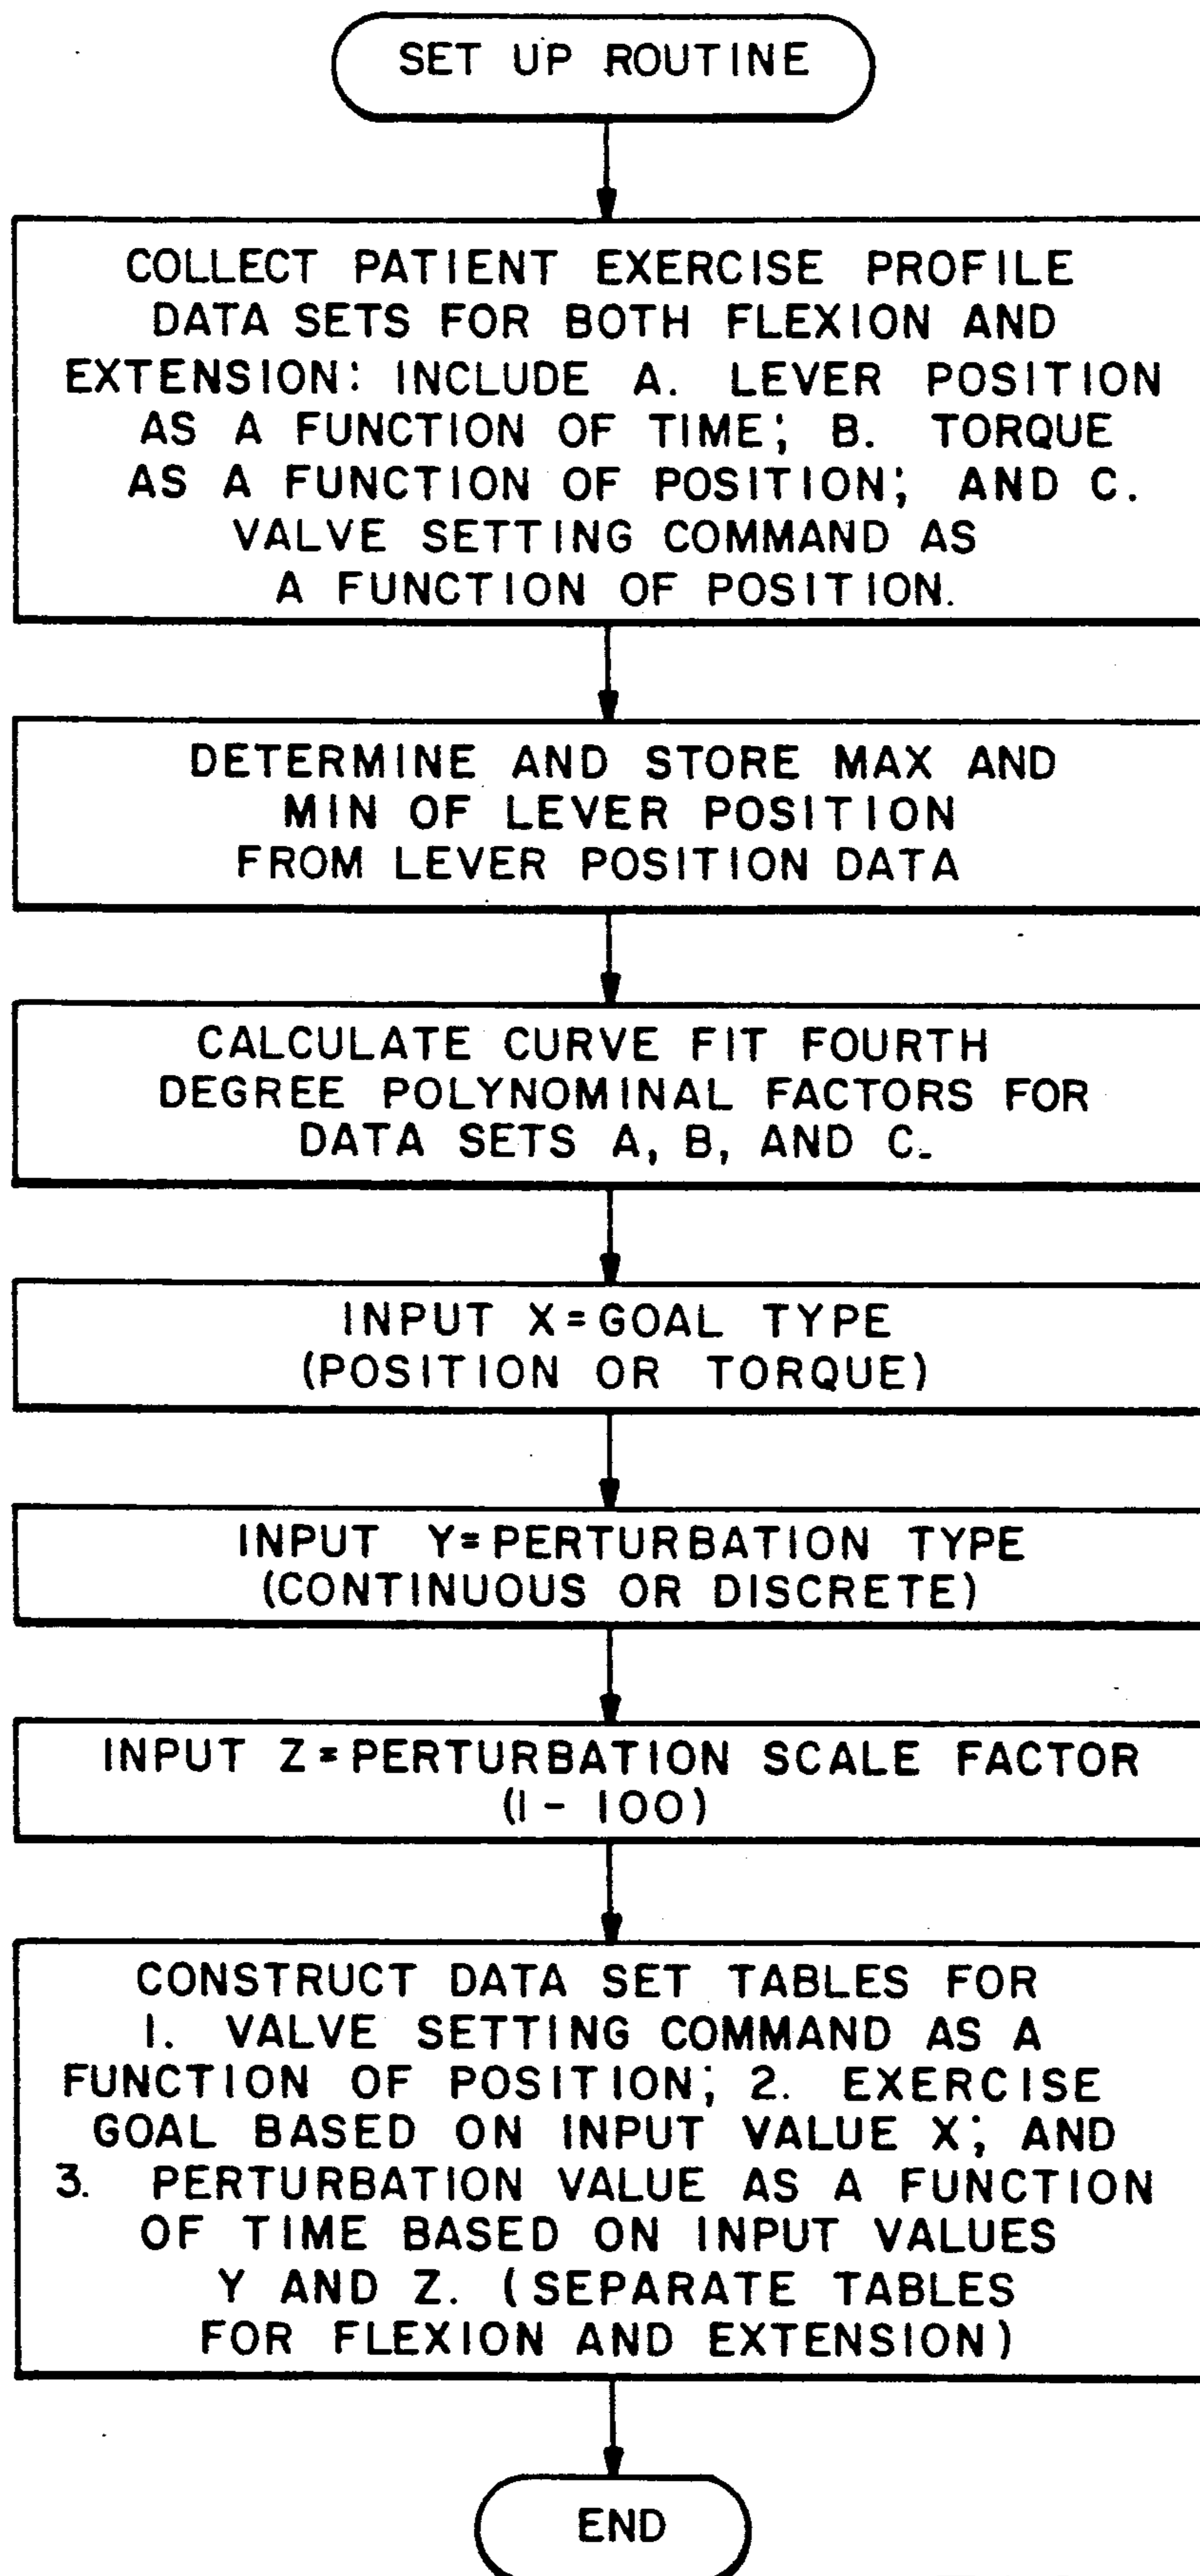 SET UP ROUTINE
COLLECT PATIENT EXERCISE PROFILE
DATA SETS FOR BOTH FLEXION AND
EXTENSION: INCLUDE A. LEVER POSITION
AS A FUNCTION OF TIME; B. TORQUE
AS A FUNCTION OF POSITION; AND C.
VALVE SETTING COMMAND AS
A FUNCTION OF POSITION.
DETERMINE AND STORE MAX AND
MIN OF LEVER POSITION
FROM LEVER POSITION DATA
CALCULATE CURVE FIT FOURTH
DEGREE POLYNOMINAL FACTORS FOR
DATA SETS A, B, AND C.
INPUT X=GOAL TYPE
(POSITION OR TORQUE)
INPUT Y=PERTURBATION TYPE
(CONTINUOUS OR DISCRETE)
INPUT Z=PERTURBATION SCALE FACTOR
(1 - 100)
CONSTRUCT DATA SET TABLES FOR
1. VALVE SETTING COMMAND AS A
FUNCTION OF POSITION; 2. EXERCISE
GOAL BASED ON INPUT VALUE X; AND
3. PERTURBATION VALUE AS A FUNCTION
OF TIME BASED ON INPUT VALUES
Y AND Z. (SEPARATE TABLES
FOR FLEXION AND EXTENSION)
END